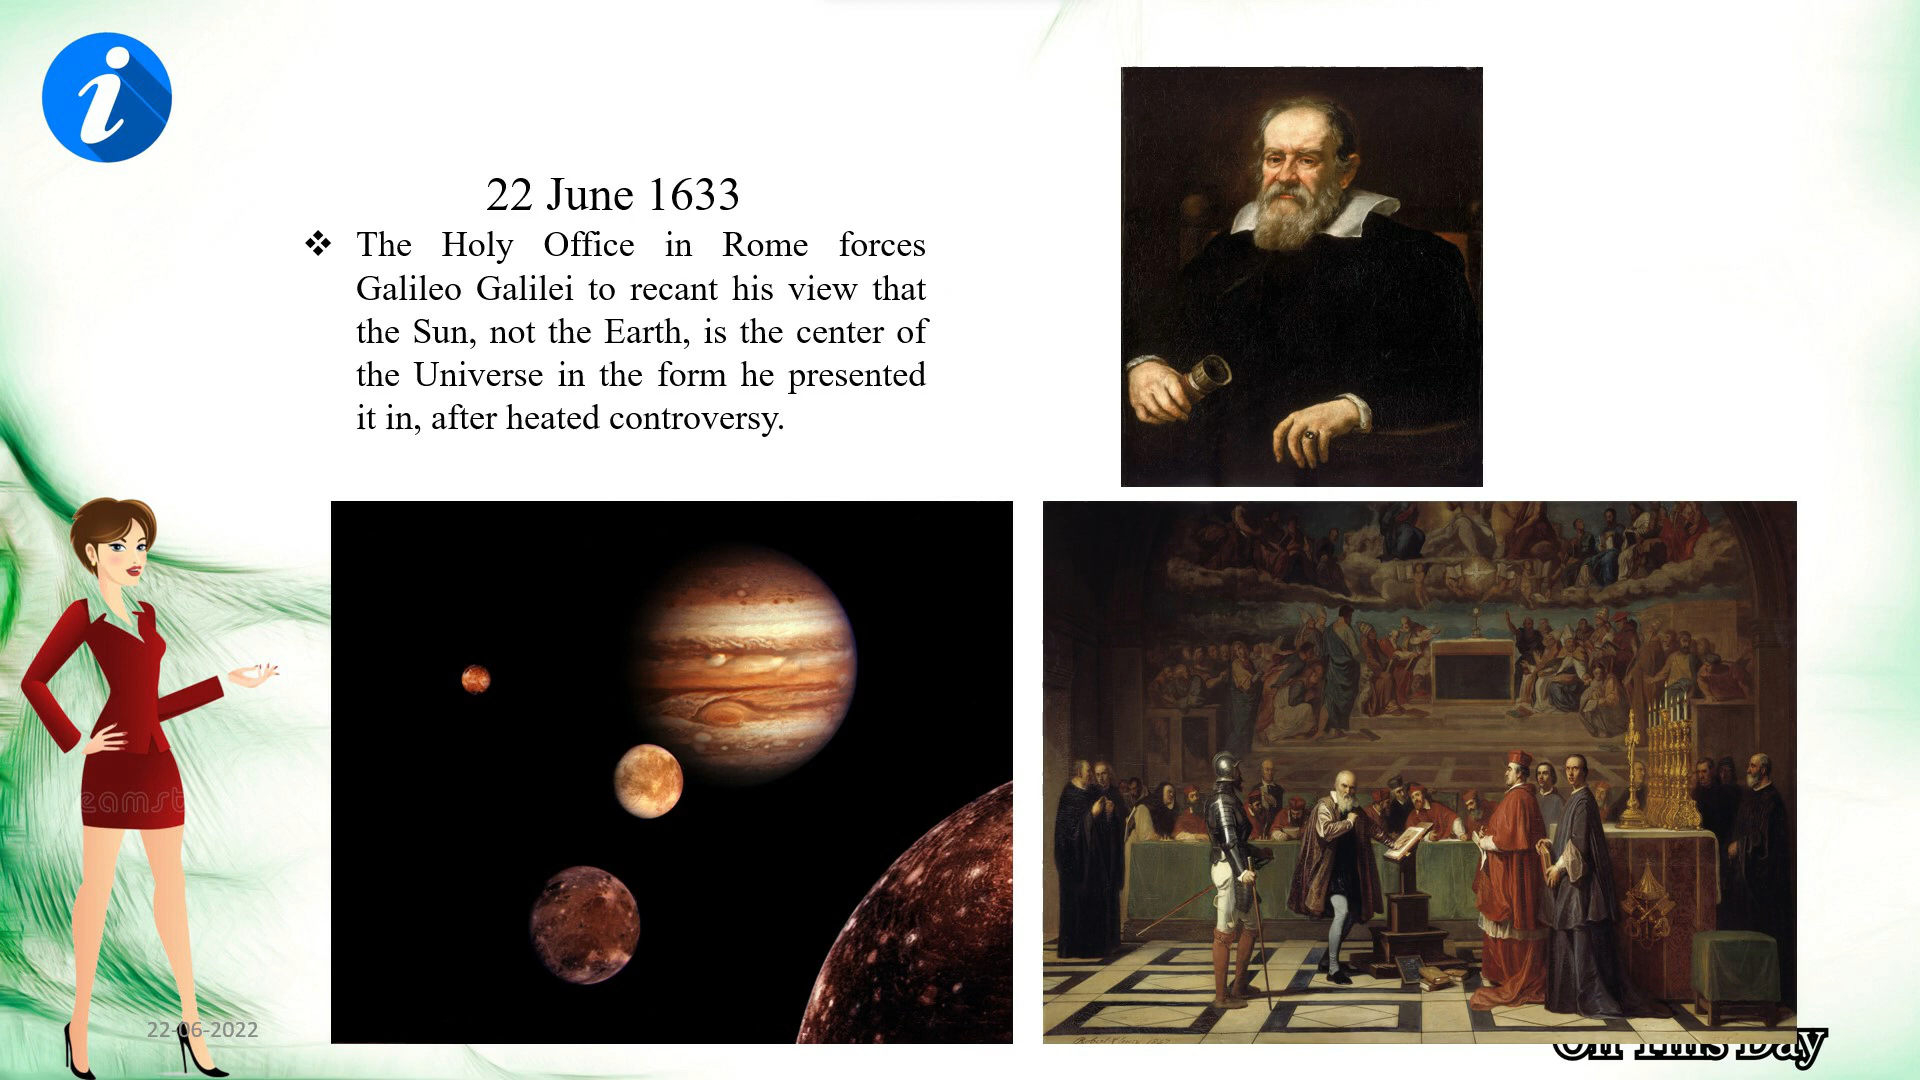 22 June 1633
❖ The Holy Office in Rome forces
Galileo Galilei to recant his view that
the Sun, not the Earth, is the center of
the Universe in the form he presented
it in, after heated controversy.
eamst
22-06-2022
On This Day